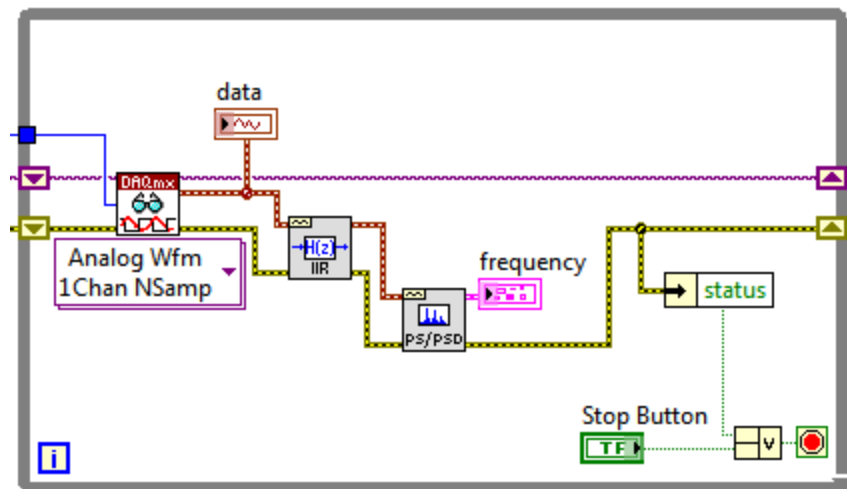 data
DAQmx
Analog Wfm
1Chan NSamp
H(z)
IIR
frequency
PS/PSD
status
Stop Button
TF
V
i